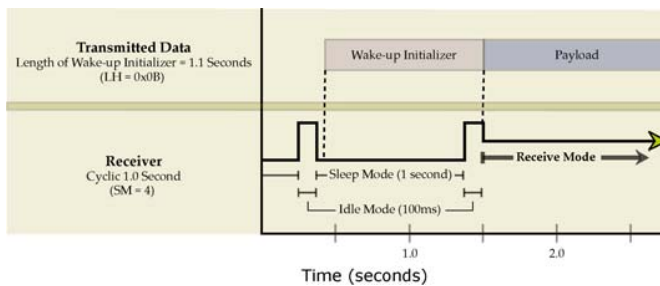 Transmitted Data
Length of Wake-up Initializer = 1.1 Seconds
(LH = 0x0B)
Wake-up Initializer
Payload
Receiver
Cyclic 1.0 Second
(SM = 4)
Sleep Mode (1 second)
Receive Mode
Idle Mode (100ms)
1.0
2.0
Time (seconds)